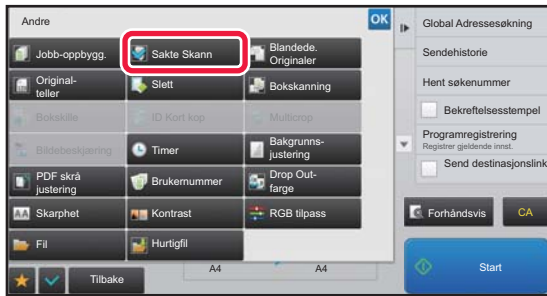 Andre
OK
Jobb-oppbygg.
Sakte Skann
Blandede.
Originaler
Original-
teller
Slett
Bokskanning
Bokskille
ID Kort kop
Multicrop
Bildebeskjæring
Timer
Bakgrunns-
justering
PDF skrå
justering
Brukernummer
Drop Out-
farge
AA
Skarphet
Kontrast
RGB tilpass
Fil
Hurtigfil
Tilbake
A4
A4
Global Adressesøkning
Sendehistorie
Hent søkenummer
Bekreftelsesstempel
Programregistrering
Registrer gjeldende innst.
Send destinasjonslink
Forhåndsvis
CA
Start